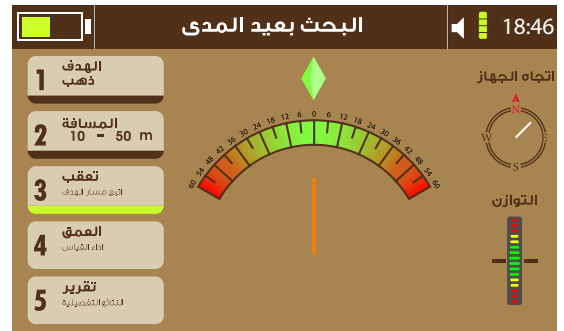 البحث بعيد المدى
18:46
1
الهدف
ذهب
2
المسافة
10 - 50 m
3
تعقب
اتبع مسار الهدف
4
العمق
اداء القياس
5
تقرير
النتائج التفصيلية
60 54 48 42 36 30 24 18 12 6 0 6 12 18 24 30 36 42 48 54 60
اتجاه الجهاز
N
W E
S
التوازن